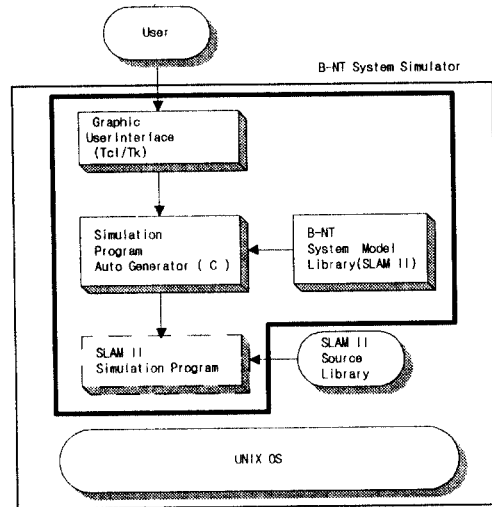 User
B-NT System Simulator
Graphic
UserInterface
(Tcl/Tk)
Simulation
Program
Auto Generator ( C )
B-NT
System Model
Library(SLAM II)
SLAM II
Simulation Program
SLAM II
Source
Library
UNIX OS